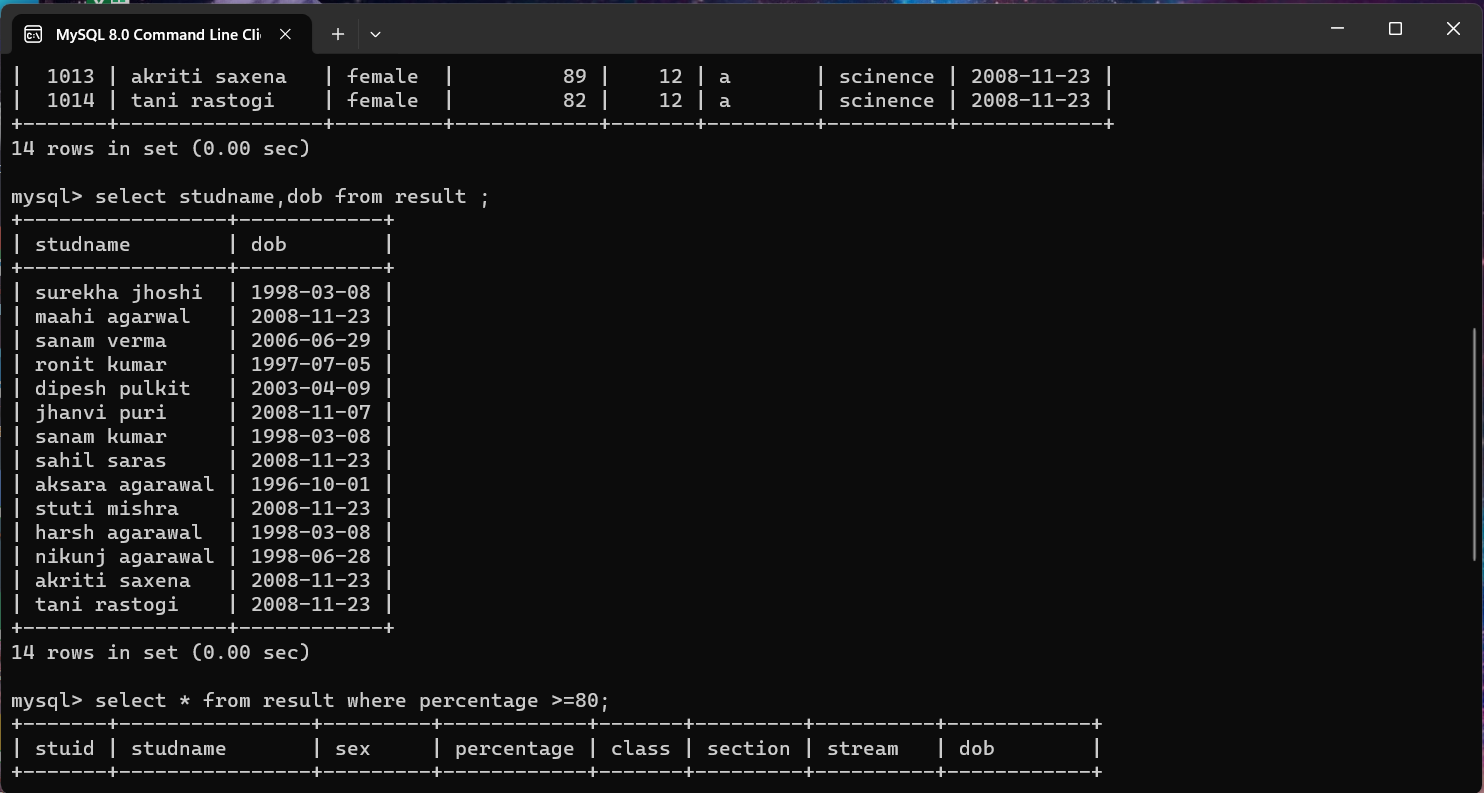 MySQL 8.0 Command Line Cli
|  1013 | akriti saxena   | female  |         89 |    12 | a       | scinence | 2008-11-23 |
|  1014 | tani rastogi    | female  |         82 |    12 | a       | scinence | 2008-11-23 |
+-------+-----------------+---------+------------+-------+---------+----------+------------+
14 rows in set (0.00 sec)
mysql> select studname,dob from result ;
+-----------------+------------+
| studname        | dob        |
+-----------------+------------+
| surekha jhoshi  | 1998-03-08 |
| maahi agarwal   | 2008-11-23 |
| sanam verma     | 2006-06-29 |
| ronit kumar     | 1997-07-05 |
| dipesh pulkit   | 2003-04-09 |
| jhanvi puri     | 2008-11-07 |
| sanam kumar     | 1998-03-08 |
| sahil saras     | 2008-11-23 |
| aksara agarawal | 1996-10-01 |
| stuti mishra    | 2008-11-23 |
| harsh agarawal  | 1998-03-08 |
| nikunj agarawal | 1998-06-28 |
| akriti saxena   | 2008-11-23 |
| tani rastogi    | 2008-11-23 |
+-----------------+------------+
14 rows in set (0.00 sec)
mysql> select * from result where percentage >=80;
+-------+----------------+---------+------------+-------+---------+----------+------------+
| stuid | studname       | sex     | percentage | class | section | stream   | dob        |
+-------+----------------+---------+------------+-------+---------+----------+------------+